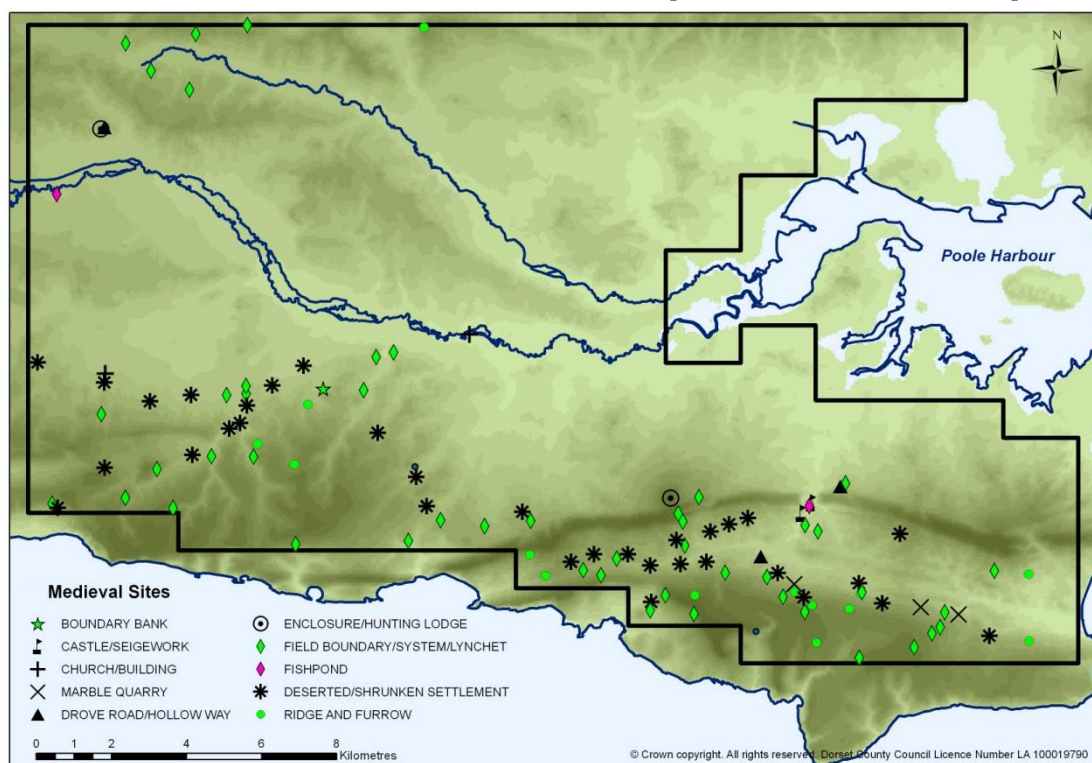 N
Poole Harbour
Medieval Sites
BOUNDARY BANK
CASTLE/SEIGEWORK
CHURCH/BUILDING
MARBLE QUARRY
DROVE ROAD/HOLLOW WAY
ENCLOSURE/HUNTING LODGE
FIELD BOUNDARY/SYSTEM/LYNCHET
FISHPOND
DESERTED/SHRUNKEN SETTLEMENT
RIDGE AND FURROW
0 1 2 4 6 8
Kilometres
© Crown copyright. All rights reserved. Dorset County Council Licence Number LA 100019790